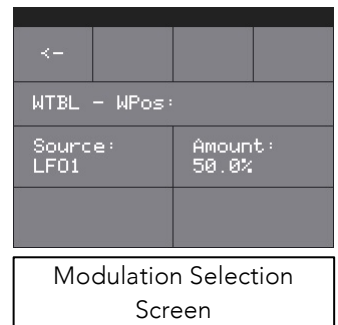 <-
WTBL - WPos:
Source: Amount:
LFO1 50.0%
Modulation Selection
Screen